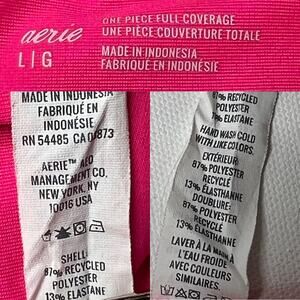 aerie
L|G
ONE PIECE FULL COVERAGE
UNE PIÈCE COUVERTURE TOTALE
MADE IN INDONESIA
FABRIQUÉ EN INDONÉSIE
MADE IN INDONESIA
FABRIQUÉ EN
INDONÉSIE
RN 54485 CA
AERIE™ AEO
MANAGEMENT CO.
NEW YORK, NY
10016 USA
SHELL:
87% RECYCLED
POLYESTER
13% ELASTANE
87% RECYCLED
POLYESTER
13% ELASTANE
HAND WASH COLD
WITH LIKE COLORS.
EXTÉRIEUR:
87% POLYESTER
RECYCLÉ
13% ÉLASTHANNE
DOUBLURE:
87% POLYESTER
RECYCLÉ
13% ÉLASTHANNE
LAVER À LA MAIN À
L'EAU FROIDE
AVEC COULEURS
SIMILAIRES.